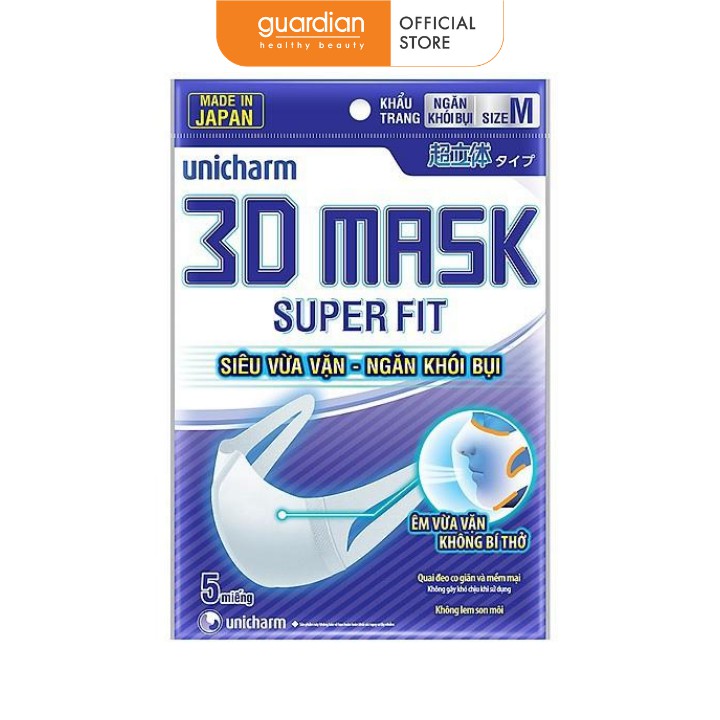 guardian
healthy beauty
OFFICIAL
STORE
MADE IN
JAPAN
KHẨU
TRANG
NGĂN
KHÓI BỤI
SIZE M
超立体 タイプ
unicharm
3D MASK
SUPER FIT
SIÊU VỪA VẶN - NGĂN KHÓI BỤI
ÊM VỪA VẶN
KHÔNG BÍ THỞ
Quai đeo co giãn và mềm mại
Không gây khó chịu khi sử dụng
Không lem son môi
5 miếng
unicharm